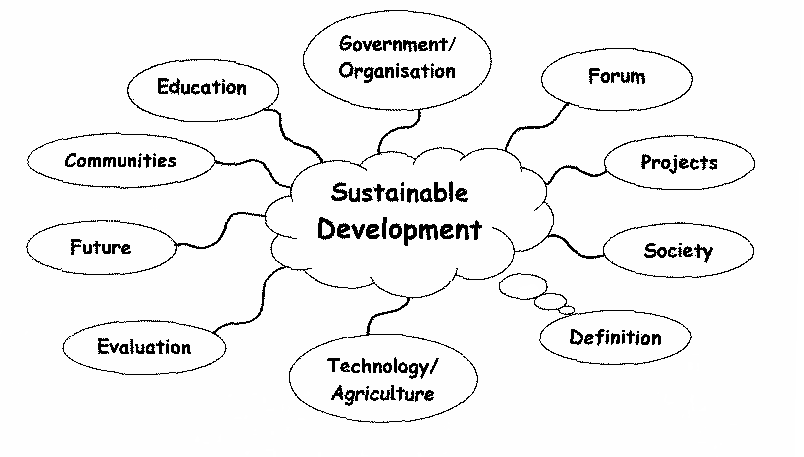 Government/
Organisation
Education
Forum
Communities
Projects
Sustainable
Development
Future
Society
Evaluation
Definition
Technology/
Agriculture